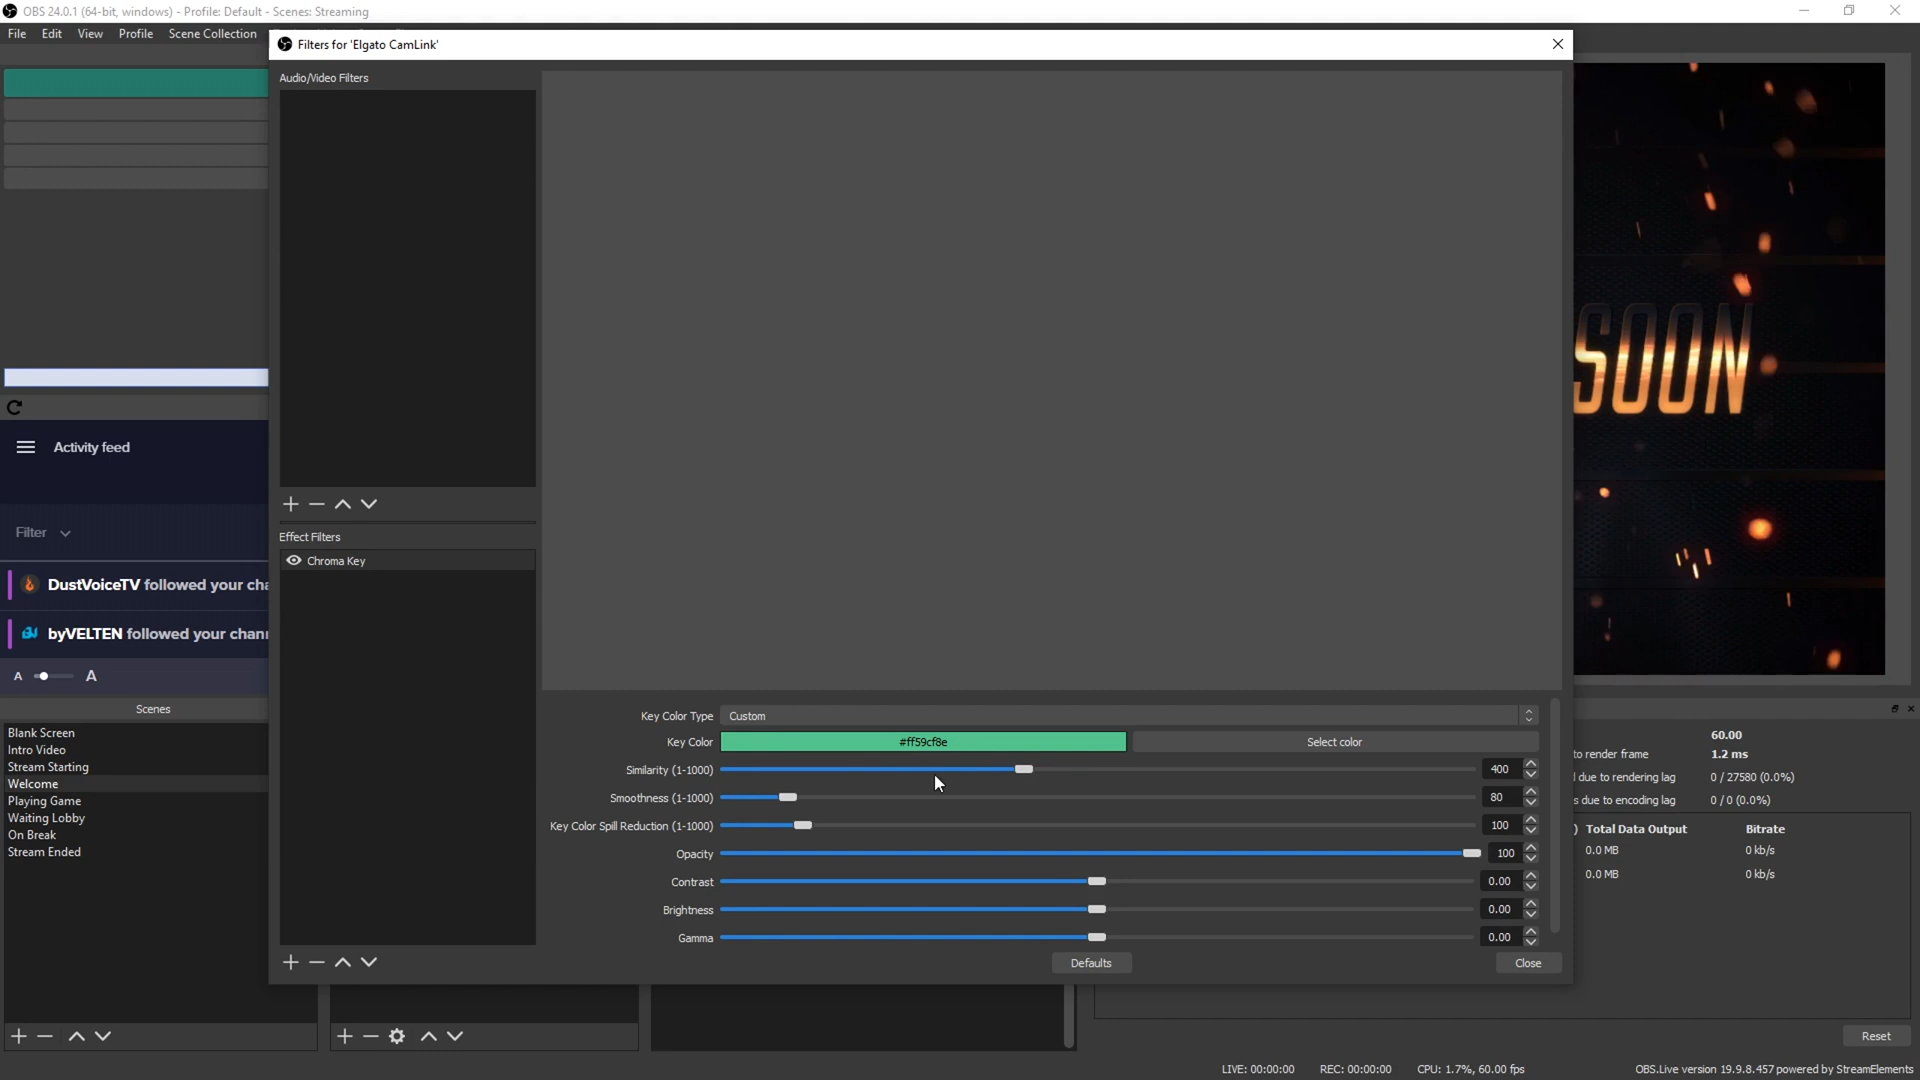 OBS 24.0.1 (64-bit, windows) - Profile: Default - Scenes: Streaming
File Edit View Profile Scene Collection
Filters for 'Elgato CamLink'
Audio/Video Filters
SOON
Activity feed
Filter
Effect Filters
Chroma Key
DustVoiceTV followed your cha
byVELTEN followed your chan
A A
Scenes
Blank Screen
Intro Video
Stream Starting
Welcome
Playing Game
Waiting Lobby
On Break
Stream Ended
Key Color Type Custom
Key Color #ff59cf8e Select color
Similarity (1-1000) 400
Smoothness (1-1000) 80
Key Color Spill Reduction (1-1000) 100
Opacity 100
Contrast 0.00
Brightness 0.00
Gamma 0.00
Defaults Close
60.00
to render frame 1.2 ms
due to rendering lag 0 / 27580 (0.0%)
s due to encoding lag 0 / 0 (0.0%)
) Total Data Output Bitrate
0.0 MB 0 kb/s
0.0 MB 0 kb/s
Reset
LIVE: 00:00:00 REC: 00:00:00 CPU: 1.7%, 60.00 fps OBS.Live version 19.9.8.457 powered by StreamElements